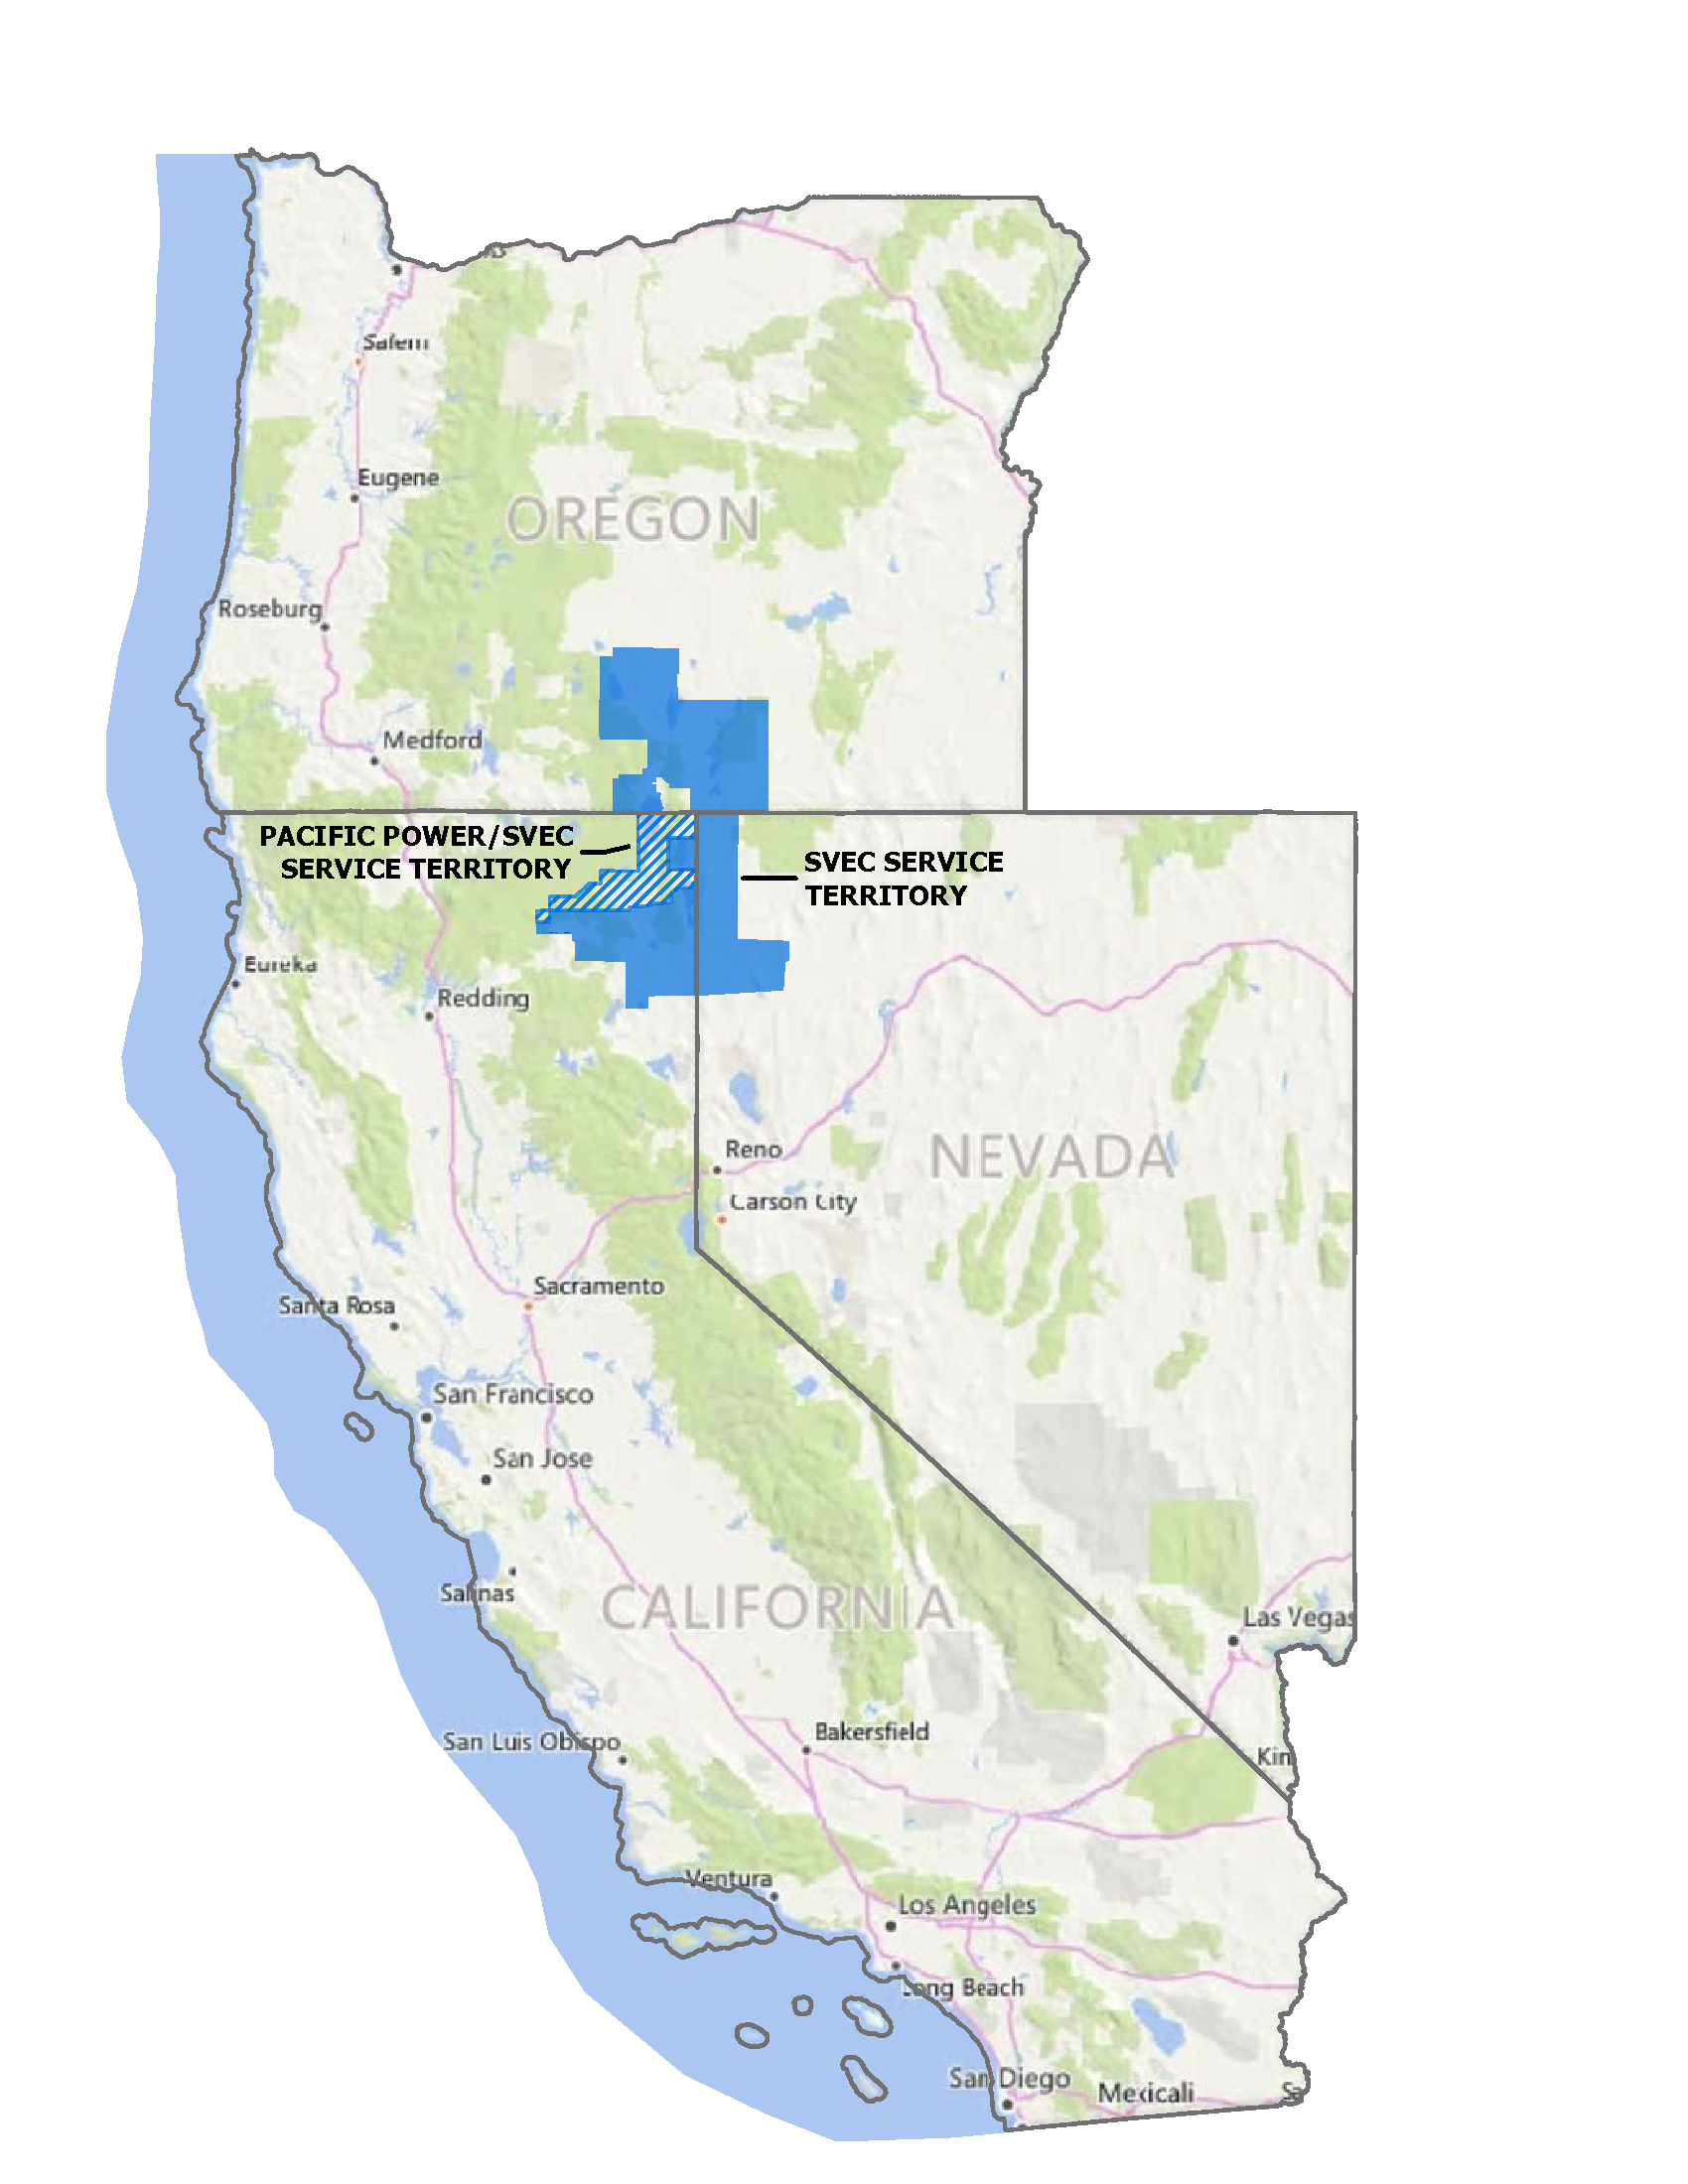 Salem
Eugene
OREGON
Roseburg
Medford
PACIFIC POWER/SVEC
SERVICE TERRITORY
SVEC SERVICE
TERRITORY
Eureka
Redding
Reno
NEVADA
Carson City
Sacramento
Santa Rosa
San Francisco
San Jose
Salinas
CALIFORNIA
Las Vegas
San Luis Obispo
Bakersfield
Kin
Ventura
Los Angeles
Long Beach
San Diego
Mexicali
Sa